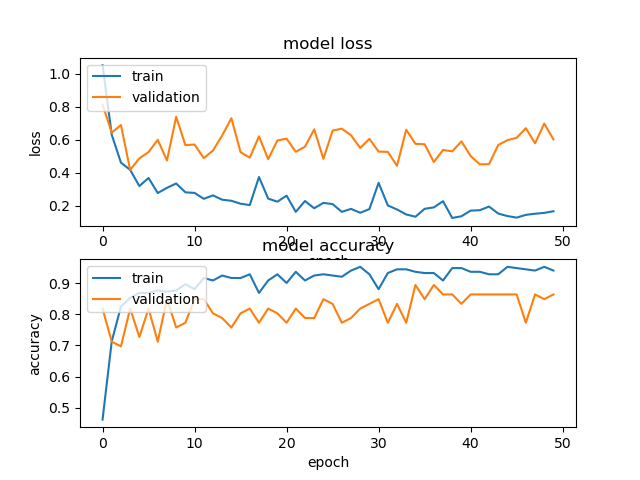 model loss
1.0
0.8
0.6
0.4
0.2
loss
train
validation
0 10 20 30 40 50
epoch
model accuracy
0.9
0.8
0.7
0.6
0.5
accuracy
train
validation
0 10 20 30 40 50
epoch